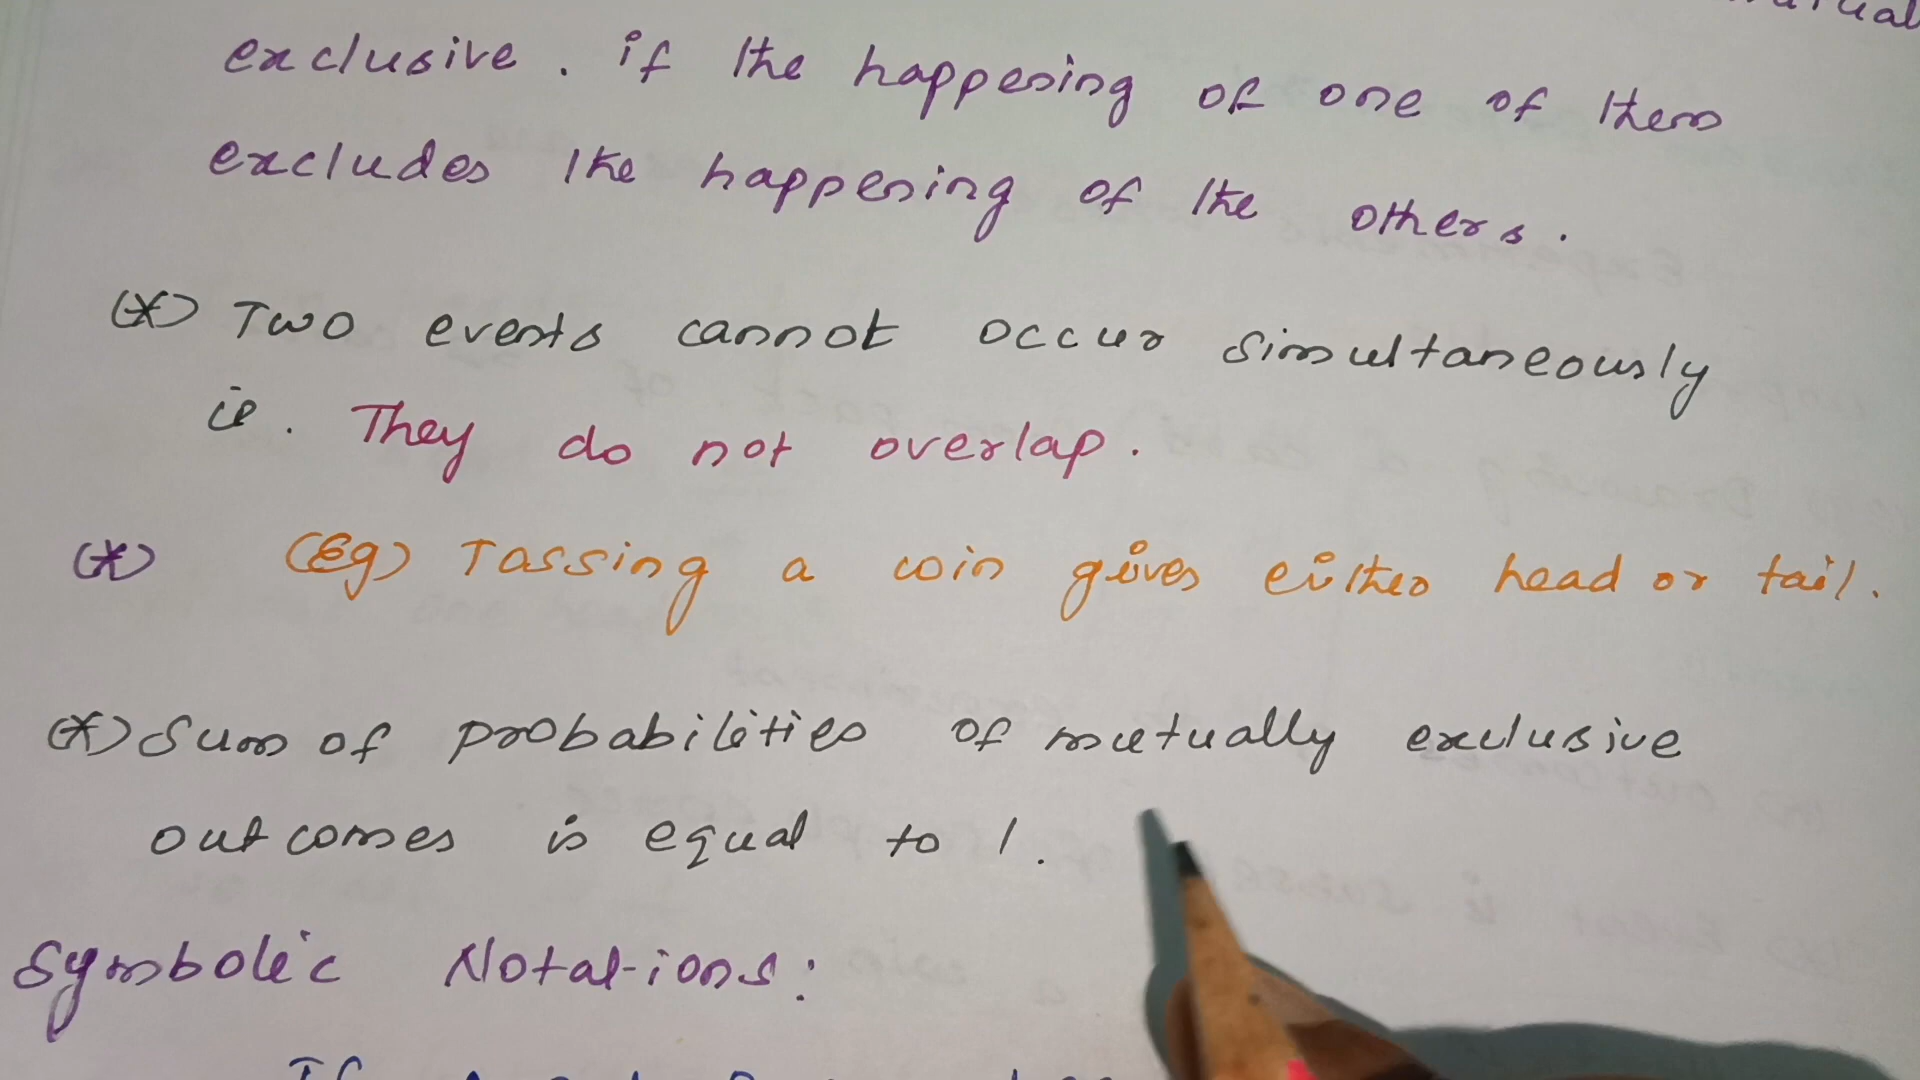 exclusive. if the happening of one of them
excludes the happening of the others.
(*) Two events cannot occur simultaneously
ie. They do not overlap.
(*) (Eg) Tassing a coin gives either head or tail.
(*) Sum of probabilities of mutually exclusive
outcomes is equal to 1.
Symbolic Notations:
If